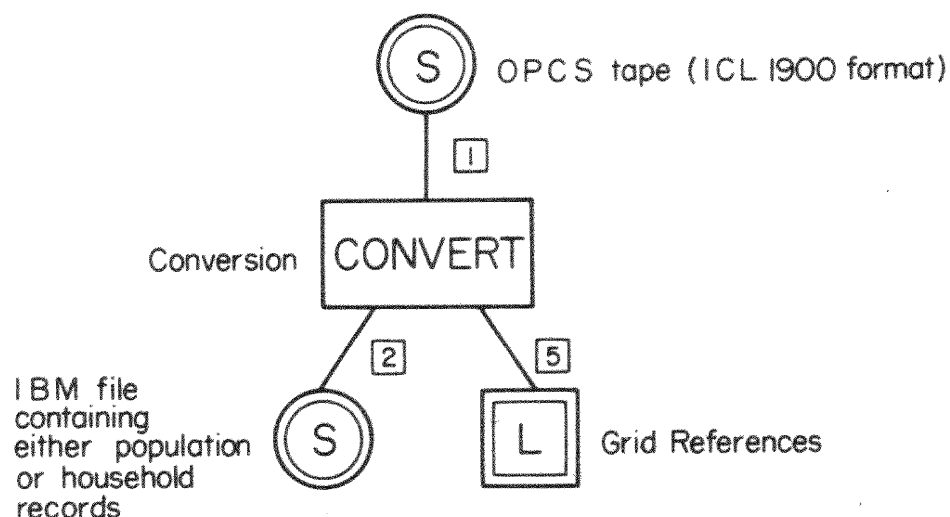 S OPCS tape (ICL 1900 format)
1
Conversion CONVERT
2 5
IBM file
containing
either population
or household
records
S
L Grid References